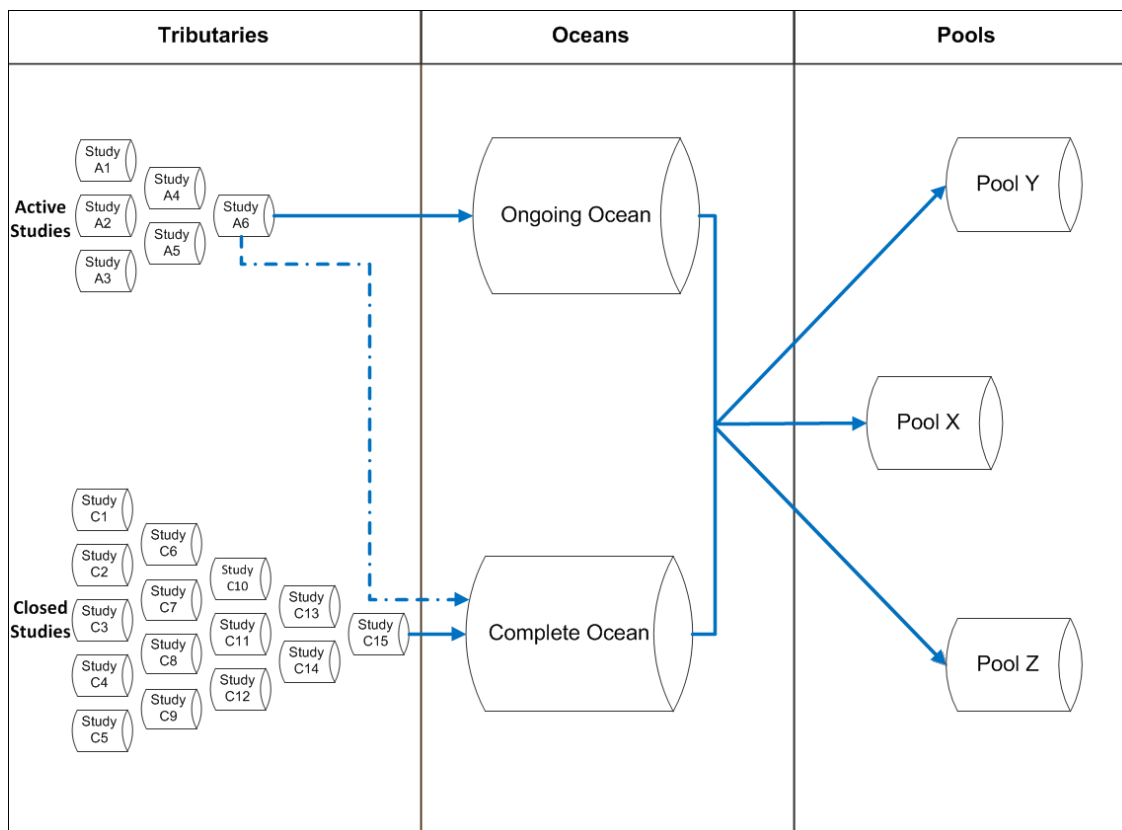 Tributaries
Oceans
Pools
Active
Studies
Study
A1
Study
A2
Study
A3
Study
A4
Study
A5
Study
A6
Ongoing Ocean
Pool Y
Pool X
Closed
Studies
Study
C1
Study
C2
Study
C3
Study
C4
Study
C5
Study
C6
Study
C7
Study
C8
Study
C9
Study
C10
Study
C11
Study
C12
Study
C13
Study
C14
Study
C15
Complete Ocean
Pool Z